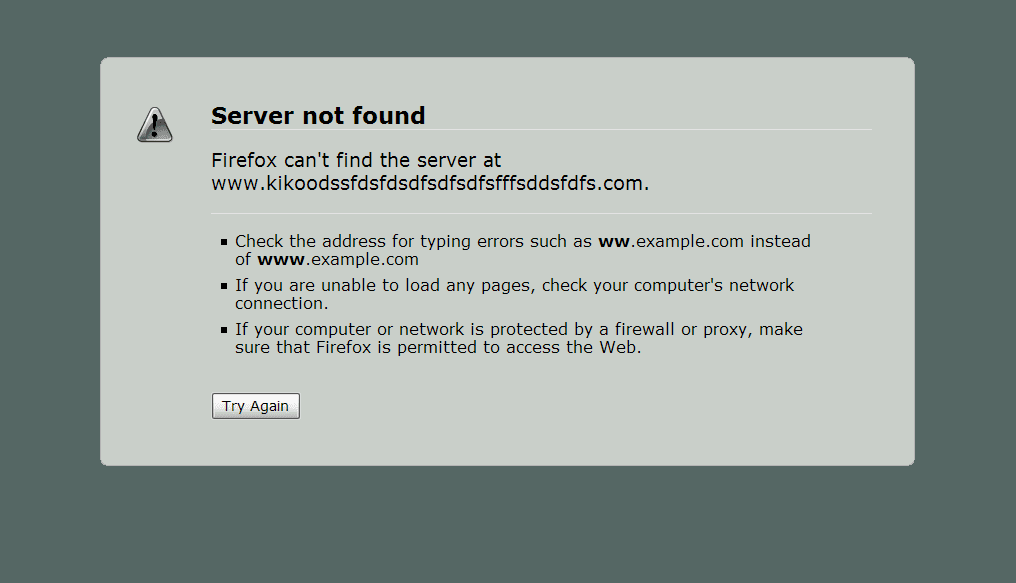 Server not found
Firefox can't find the server at
www.kikoodssfdsfdsdfsdfsdfsfffsddsfdfs.com.
Check the address for typing errors such as ww.example.com instead
of www.example.com
If you are unable to load any pages, check your computer's network
connection.
If your computer or network is protected by a firewall or proxy, make
sure that Firefox is permitted to access the Web.
Try Again